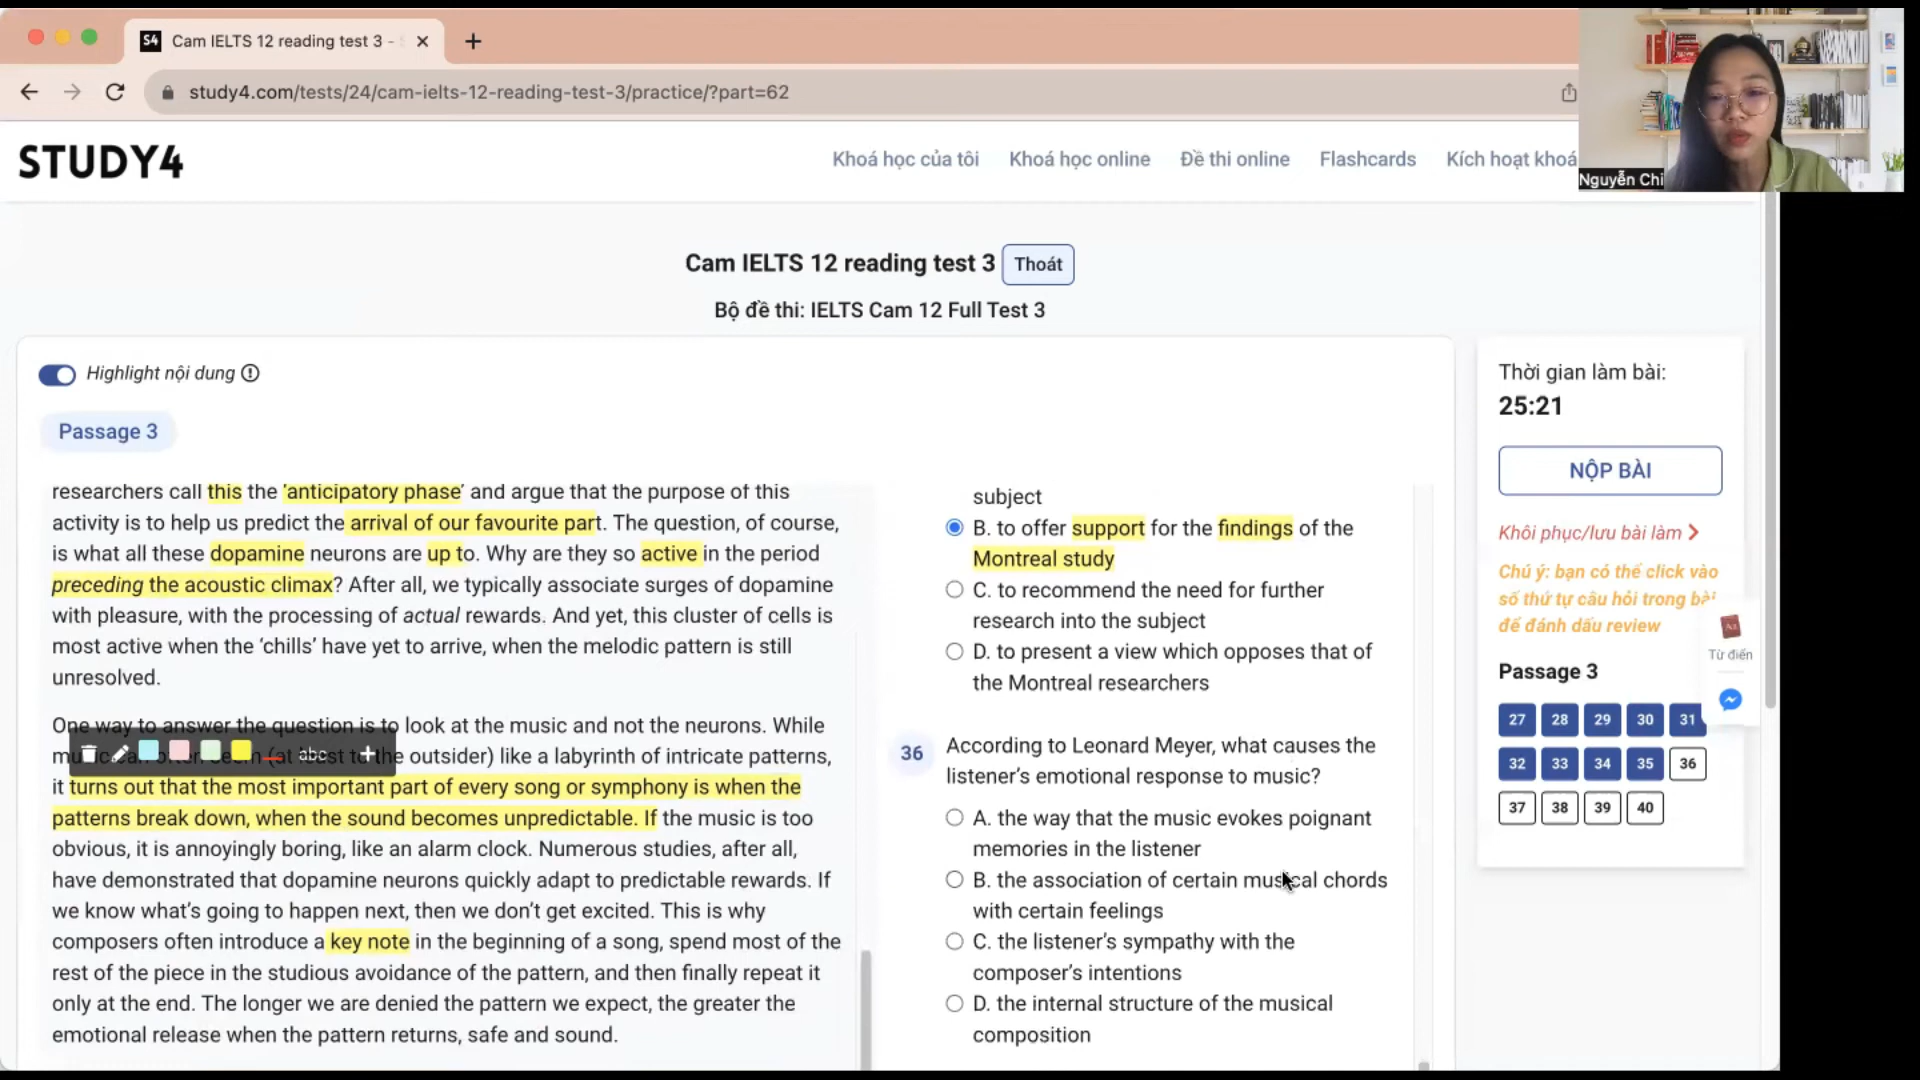 S4 Cam IELTS 12 reading test 3 -
study4.com/tests/24/cam-ielts-12-reading-test-3/practice/?part=62
Nguyễn Chi
STUDY4
Khoá học của tôi
Khoá học online
Đề thi online
Flashcards
Kích hoạt khoá
Cam IELTS 12 reading test 3
Thoát
Bộ đề thi: IELTS Cam 12 Full Test 3
Highlight nội dung
Passage 3
researchers call this the 'anticipatory phase' and argue that the purpose of this
activity is to help us predict the arrival of our favourite part. The question, of course,
is what all these dopamine neurons are up to. Why are they so active in the period
preceding the acoustic climax? After all, we typically associate surges of dopamine
with pleasure, with the processing of actual rewards. And yet, this cluster of cells is
most active when the 'chills' have yet to arrive, when the melodic pattern is still
unresolved.
One way to answer the question is to look at the music and not the neurons. While
music can often seem (at least to the outsider) like a labyrinth of intricate patterns,
abc
it turns out that the most important part of every song or symphony is when the
patterns break down, when the sound becomes unpredictable. If the music is too
obvious, it is annoyingly boring, like an alarm clock. Numerous studies, after all,
have demonstrated that dopamine neurons quickly adapt to predictable rewards. If
we know what's going to happen next, then we don't get excited. This is why
composers often introduce a key note in the beginning of a song, spend most of the
rest of the piece in the studious avoidance of the pattern, and then finally repeat it
only at the end. The longer we are denied the pattern we expect, the greater the
emotional release when the pattern returns, safe and sound.
subject
B. to offer support for the findings of the
Montreal study
C. to recommend the need for further
research into the subject
D. to present a view which opposes that of
the Montreal researchers
36 According to Leonard Meyer, what causes the
listener's emotional response to music?
A. the way that the music evokes poignant
memories in the listener
B. the association of certain musical chords
with certain feelings
C. the listener's sympathy with the
composer's intentions
D. the internal structure of the musical
composition
Thời gian làm bài:
25:21
NỘP BÀI
Khôi phục/lưu bài làm
Chú ý: bạn có thể click vào
số thứ tự câu hỏi trong bài
để đánh dấu review
Từ điển
Passage 3
27 28 29 30 31
32 33 34 35 36
37 38 39 40